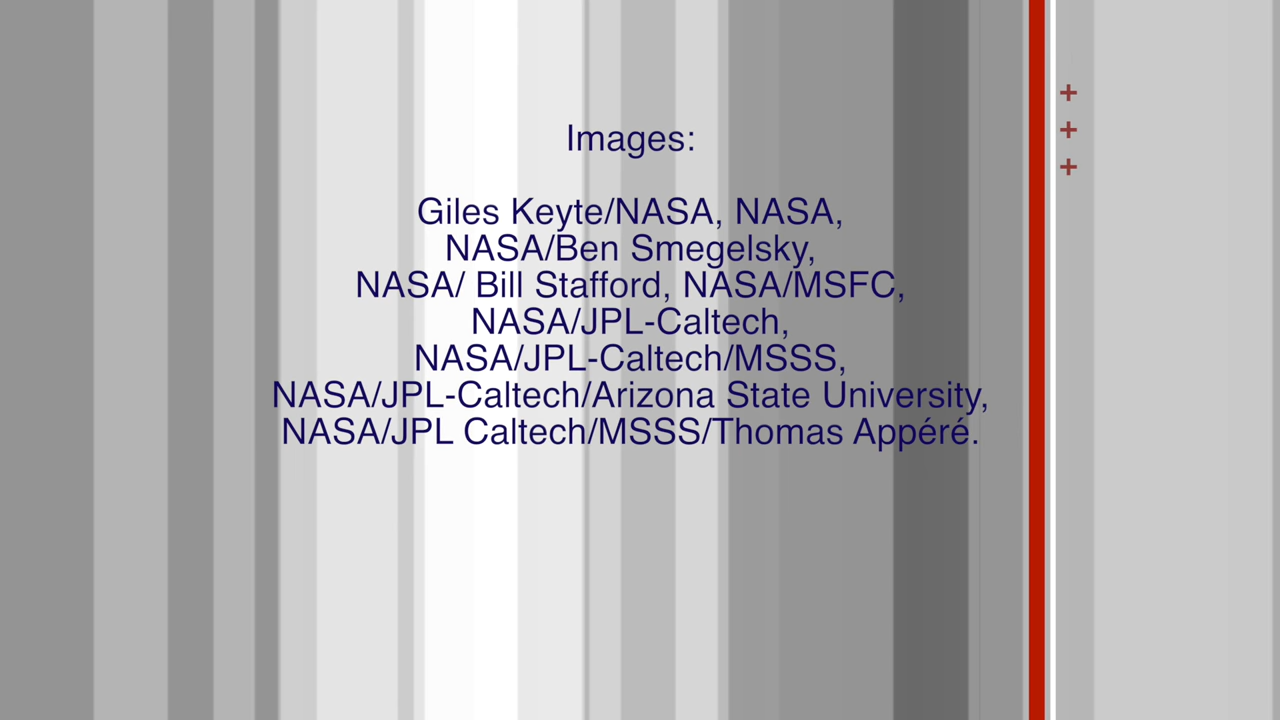 Images:
Giles Keyte/NASA, NASA,
NASA/Ben Smegelsky,
NASA/ Bill Stafford, NASA/MSFC,
NASA/JPL-Caltech,
NASA/JPL-Caltech/MSSS,
NASA/JPL-Caltech/Arizona State University,
NASA/JPL Caltech/MSSS/Thomas Appéré.
+
+
+